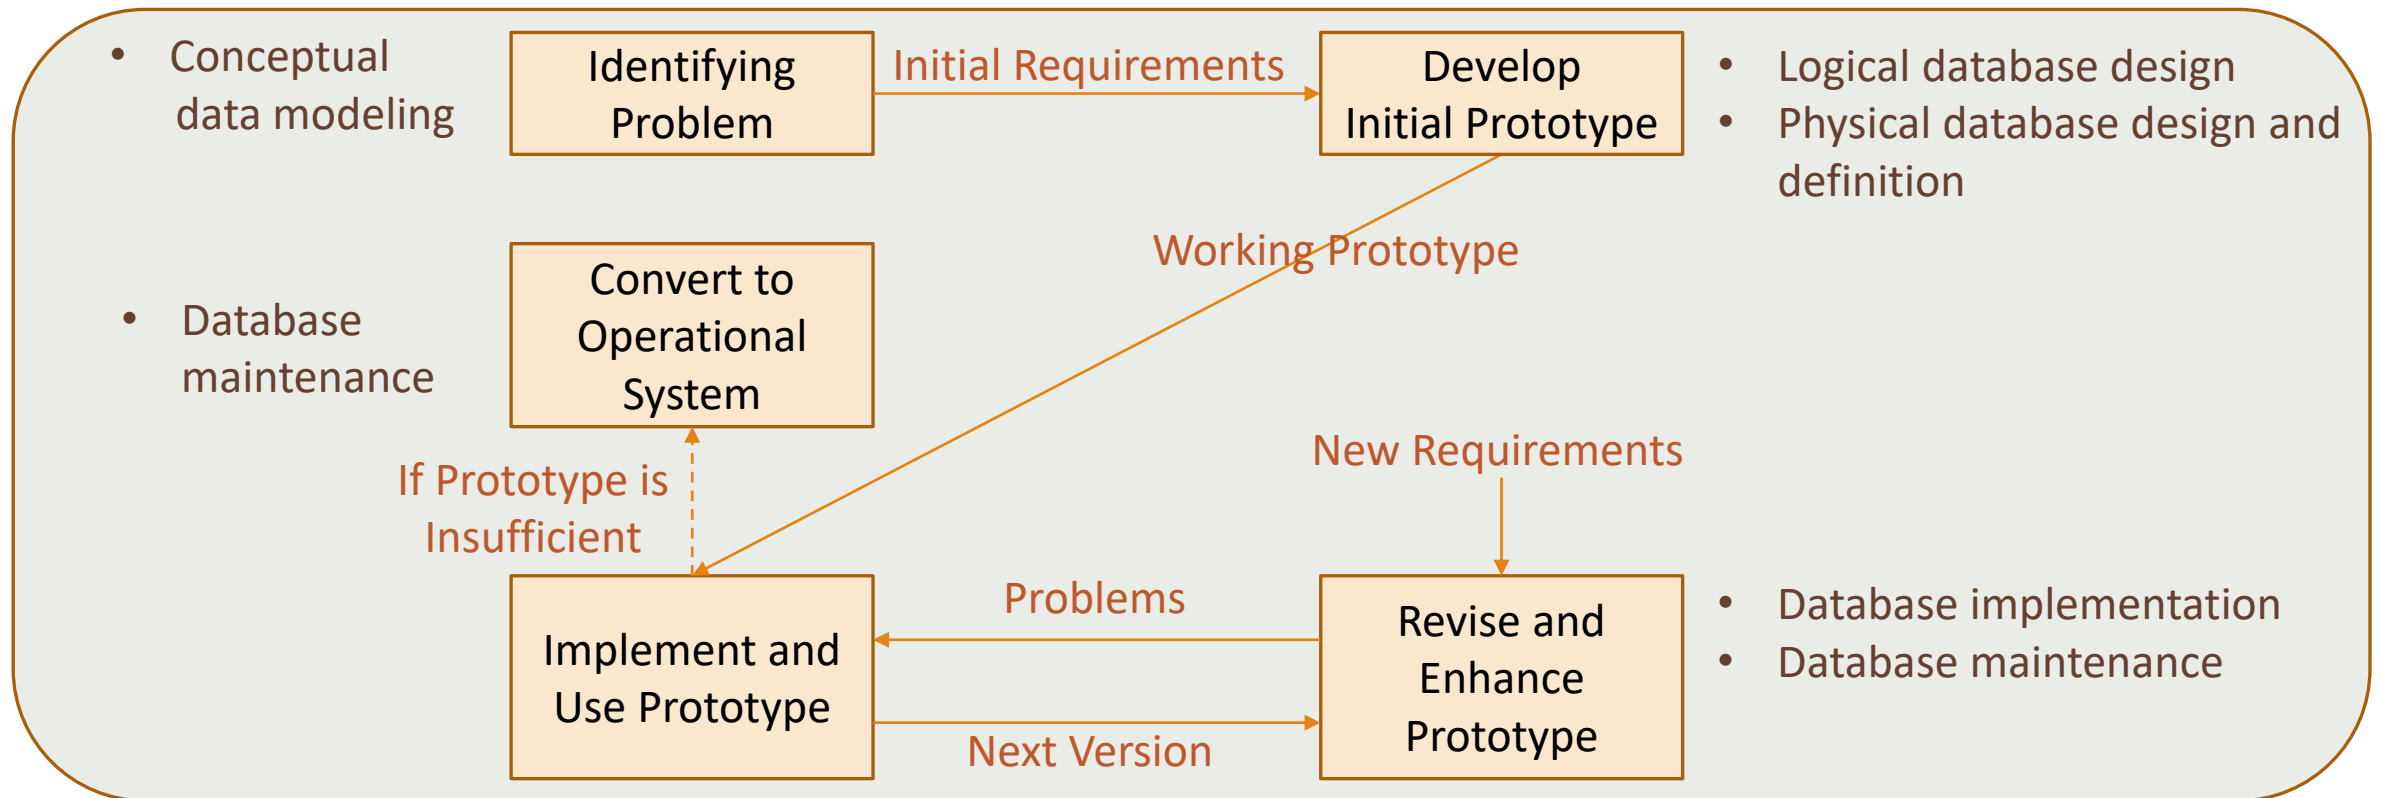 • Conceptual
data modeling
Identifying
Problem
Initial Requirements
Develop
Initial Prototype
• Logical database design
• Physical database design and
definition
Working Prototype
Convert to
Operational
System
• Database
maintenance
If Prototype is
Insufficient
New Requirements
Implement and
Use Prototype
Problems
Next Version
Revise and
Enhance
Prototype
• Database implementation
• Database maintenance